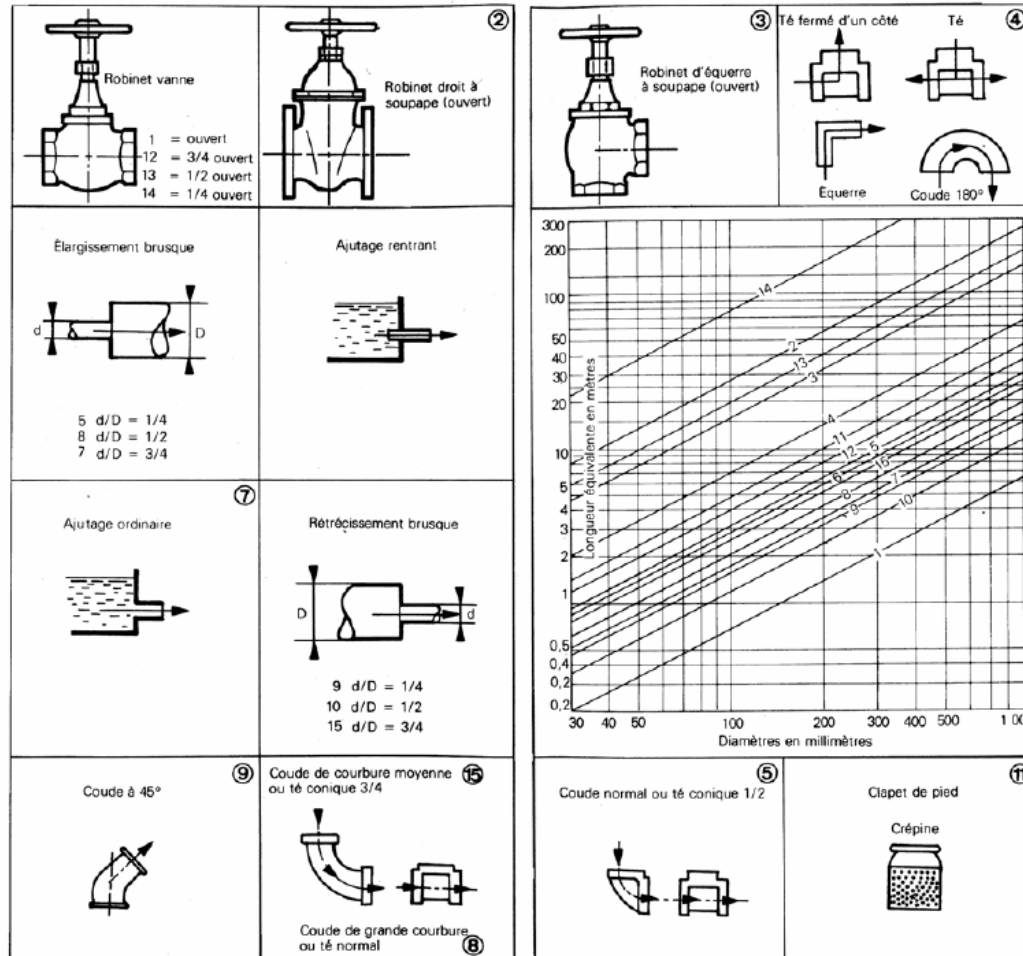 ②
Robinet vanne
1 = ouvert
12 = 3/4 ouvert
13 = 1/2 ouvert
14 = 1/4 ouvert
Robinet droit à
soupape (ouvert)
③
Robinet d'équerre
à soupape (ouvert)
Té fermé d'un côté
Té
④
Équerre
Coude 180°
Élargissement brusque
d
D
5 d/D = 1/4
8 d/D = 1/2
7 d/D = 3/4
Ajutage rentrant
⑦
Ajutage ordinaire
Rétrécissement brusque
D
d
9 d/D = 1/4
10 d/D = 1/2
15 d/D = 3/4
300
200
100
50
40
30
20
10
5
4
3
2
1
0,5
0,4
0,2
0,2
Longueur équivalente en mètres
14
2
13
3
4
11
12
5
6
16
7
8
9
10
1
30 40 50 100 200 300 400 500 1 00
Diamètres en millimètres
⑨
Coude à 45°
Coude de courbure moyenne
ou té conique 3/4
⑮
Coude de grande courbure
ou té normal
⑧
⑤
Coude normal ou té conique 1/2
⑪
Clapet de pied
Crépine